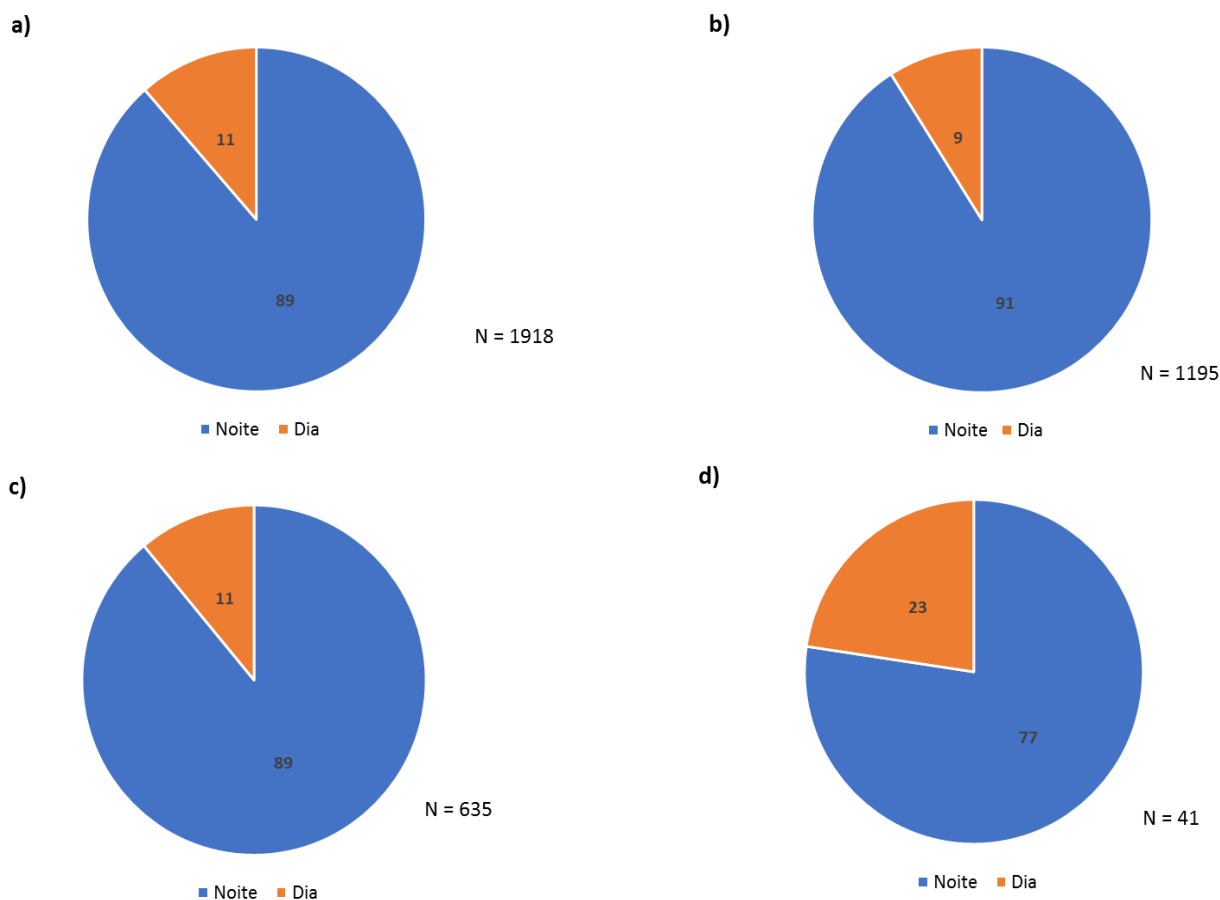 a)
11
89
N = 1918
Noite Dia
b)
9
91
N = 1195
Noite Dia
c)
11
89
N = 635
Noite Dia
d)
23
77
N = 41
Noite Dia